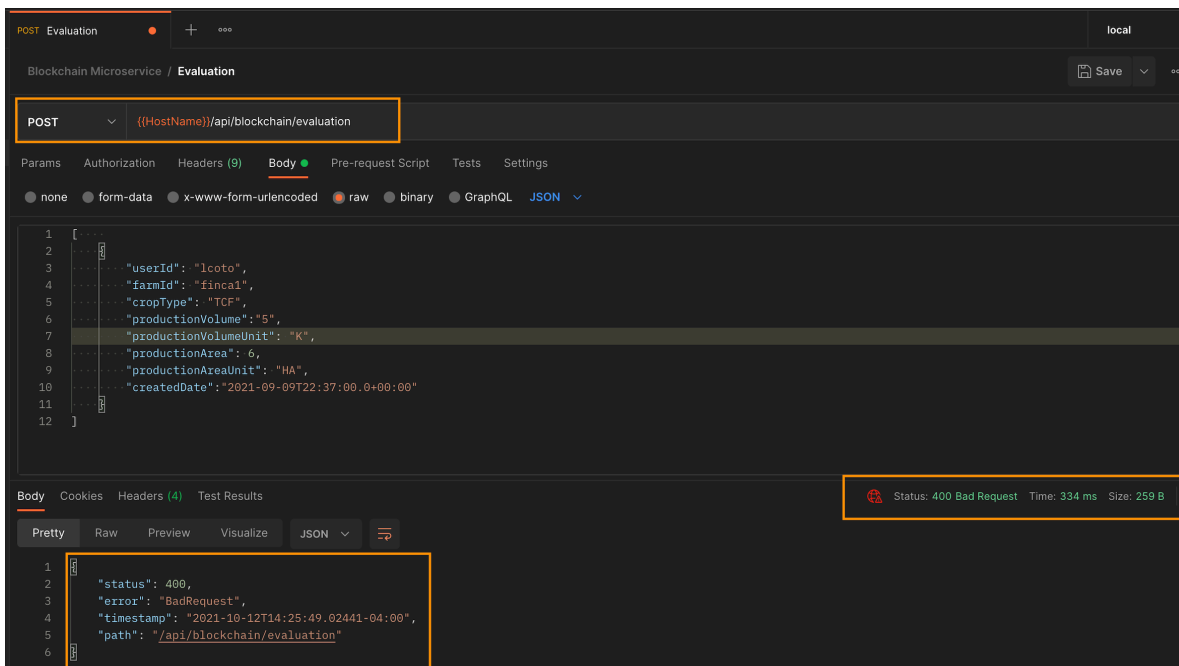 POST Evaluation
local
Blockchain Microservice / Evaluation
Save
POST {{HostName}}/api/blockchain/evaluation
Params Authorization Headers (9) Body Pre-request Script Tests Settings
none form-data x-www-form-urlencoded raw binary GraphQL JSON
1 [
2 {
3 "userId": "lcoto",
4 "farmId": "finca1",
5 "cropType": "TCF",
6 "productionVolume":"5",
7 "productionVolumeUnit": "K",
8 "productionArea": 6,
9 "productionAreaUnit": "HA",
10 "createdDate":"2021-09-09T22:37:00.0+00:00"
11 }
12 ]
Body Cookies Headers (4) Test Results Status: 400 Bad Request Time: 334 ms Size: 259 B
Pretty Raw Preview Visualize JSON
1 {
2 "status": 400,
3 "error": "BadRequest",
4 "timestamp": "2021-10-12T14:25:49.02441-04:00",
5 "path": "/api/blockchain/evaluation"
6 }